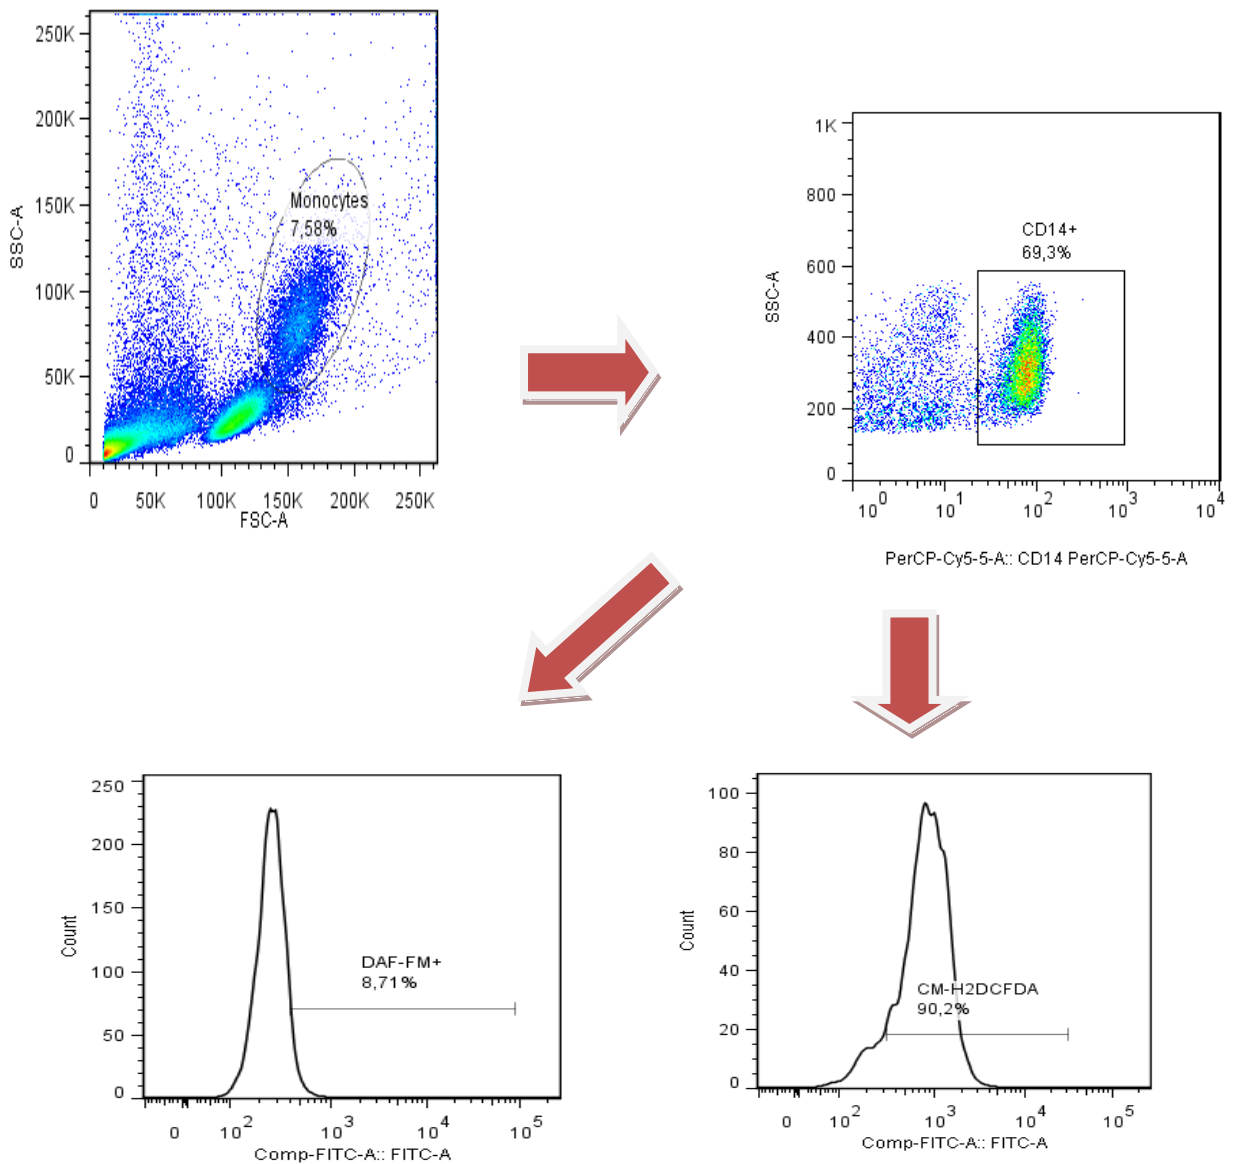 250K
200K
150K
100K
50K
0
SSC-A
Monocytes
7,58%
0 50K 100K 150K 200K 250K
FSC-A
1K
800
600
400
200
0
SSC-A
CD14+
69,3%
10^0 10^1 10^2 10^3 10^4
PerCP-Cy5-5-A:: CD14 PerCP-Cy5-5-A
250
200
150
100
50
0
Count
DAF-FM+
8,71%
0 10^2 10^3 10^4 10^5
Comp-FITC-A:: FITC-A
100
80
60
40
20
0
Count
CM-H2DCFDA
90,2%
0 10^2 10^3 10^4 10^5
Comp-FITC-A:: FITC-A